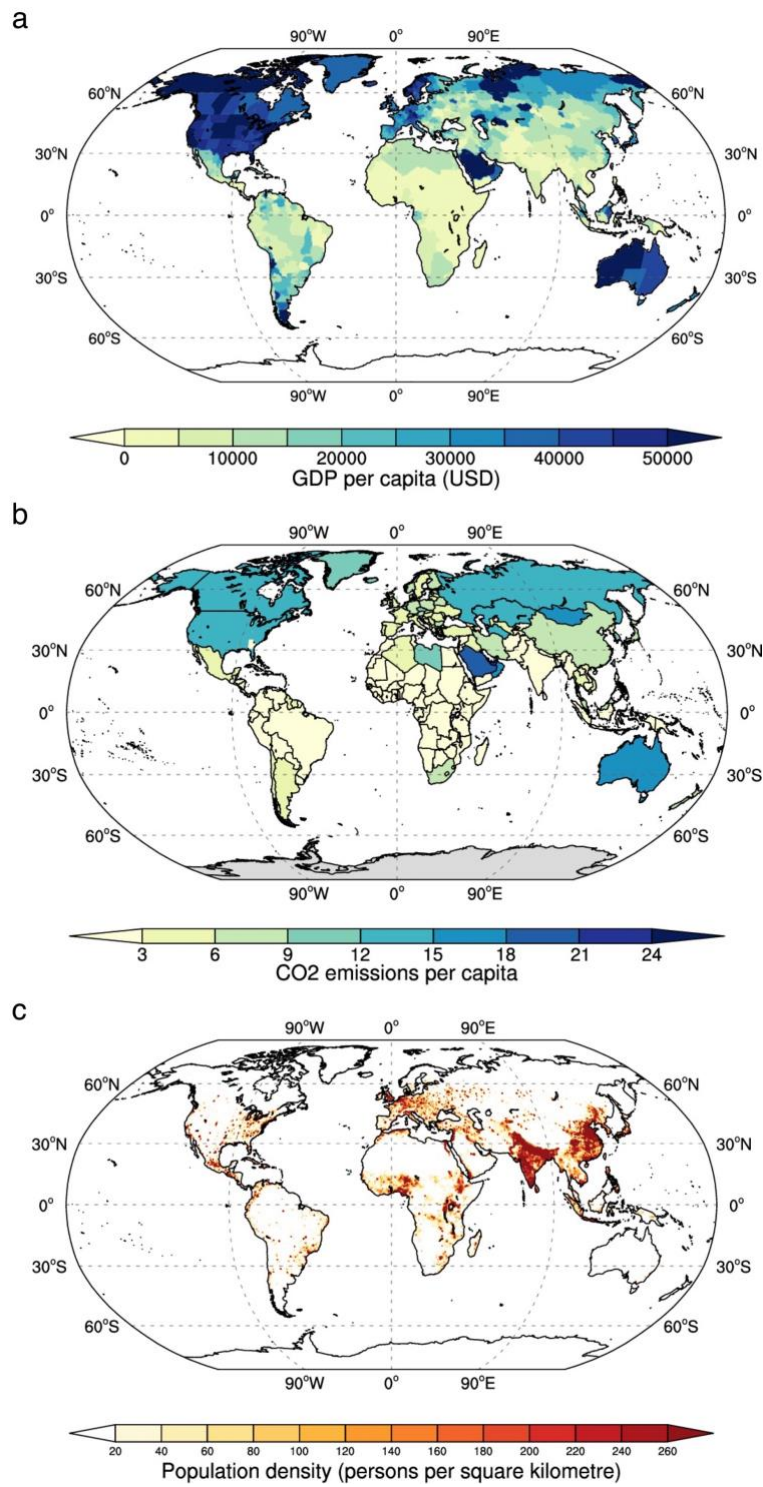 a
90°W 0° 90°E
60°N 60°N
30°N 30°N
0° 0°
30°S 30°S
60°S 60°S
90°W 0° 90°E
0 10000 20000 30000 40000 50000
GDP per capita (USD)
b
90°W 0° 90°E
60°N 60°N
30°N 30°N
0° 0°
30°S 30°S
60°S 60°S
90°W 0° 90°E
3 6 9 12 15 18 21 24
CO2 emissions per capita
c
90°W 0° 90°E
60°N 60°N
30°N 30°N
0° 0°
30°S 30°S
60°S 60°S
90°W 0° 90°E
20 40 60 80 100 120 140 160 180 200 220 240 260
Population density (persons per square kilometre)